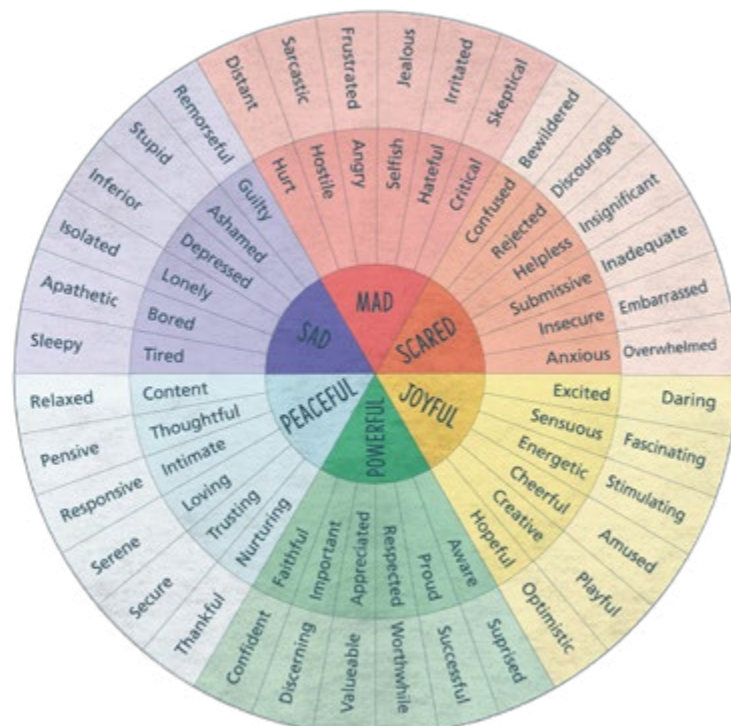 MAD
SCARED
JOYFUL
POWERFUL
PEACEFUL
SAD
Hurt
Hostile
Angry
Selfish
Hateful
Critical
Confused
Rejected
Helpless
Submissive
Insecure
Anxious
Excited
Sensuous
Energetic
Cheerful
Creative
Hopeful
Aware
Proud
Respected
Appreciated
Important
Faithful
Nurturing
Trusting
Loving
Intimate
Thoughtful
Content
Tired
Bored
Lonely
Depressed
Ashamed
Guilty
Distant
Sarcastic
Frustrated
Jealous
Irritated
Skeptical
Bewildered
Discouraged
Insignificant
Inadequate
Embarrassed
Overwhelmed
Daring
Fascinating
Stimulating
Amused
Playful
Optimistic
Suprised
Successful
Worthwhile
Valueable
Discerning
Confident
Thankful
Secure
Serene
Responsive
Pensive
Relaxed
Sleepy
Apathetic
Isolated
Inferior
Stupid
Remorseful